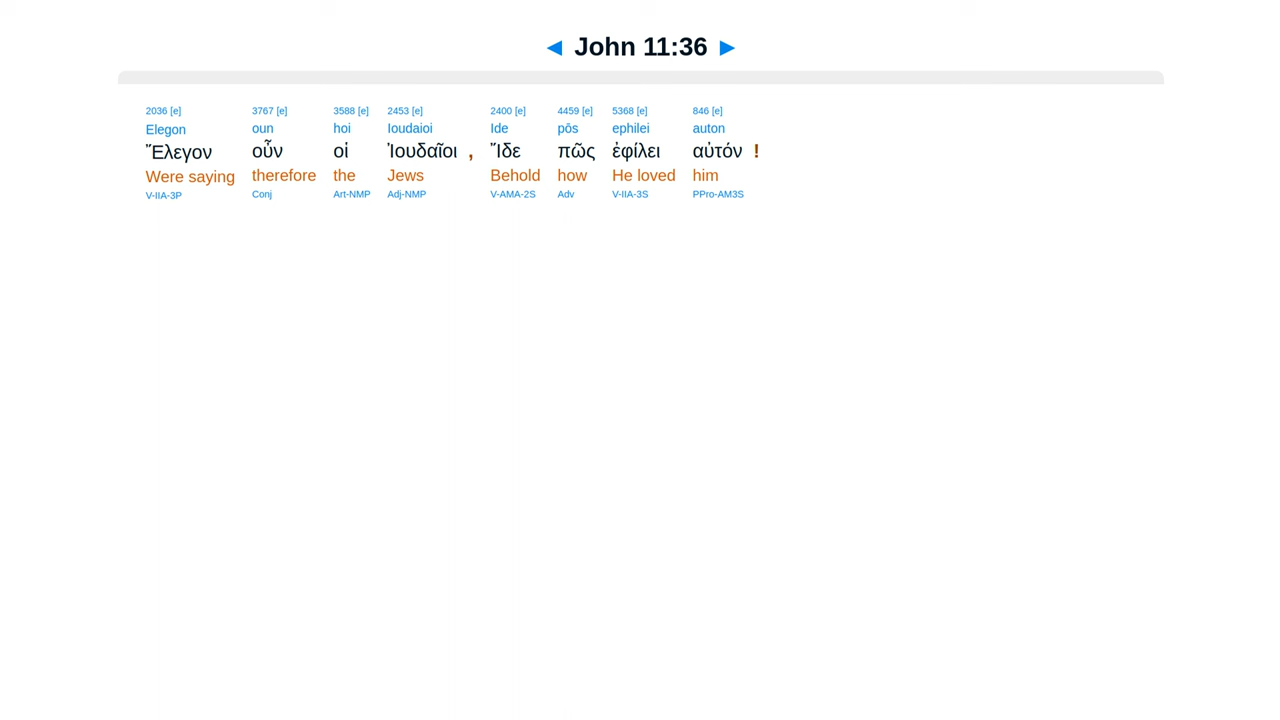 ◄ John 11:36 ►
2036 [e] 3767 [e] 3588 [e] 2453 [e] 2400 [e] 4459 [e] 5368 [e] 846 [e]
Elegon oun hoi Ioudaioi Ide pōs ephilei auton
Ἔλεγον οὖν οἱ Ἰουδαῖοι , Ἴδε πῶς ἐφίλει αὐτόν !
Were saying therefore the Jews Behold how He loved him
V-IIA-3P Conj Art-NMP Adj-NMP V-AMA-2S Adv V-IIA-3S PPro-AM3S